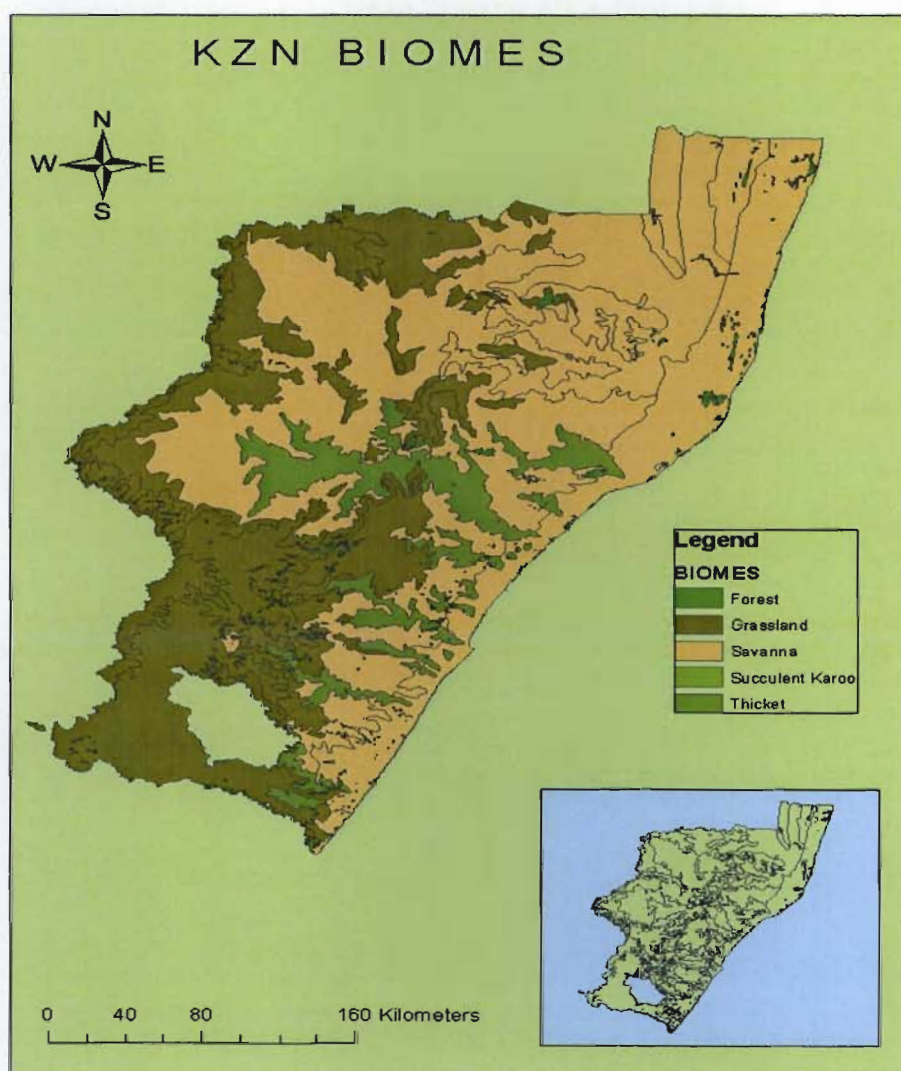 KZN BIOMES
N
W E
S
Legend
BIOMES
Forest
Grassland
Savanna
Succulent Karoo
Thicket
0 40 80 160 Kilometers